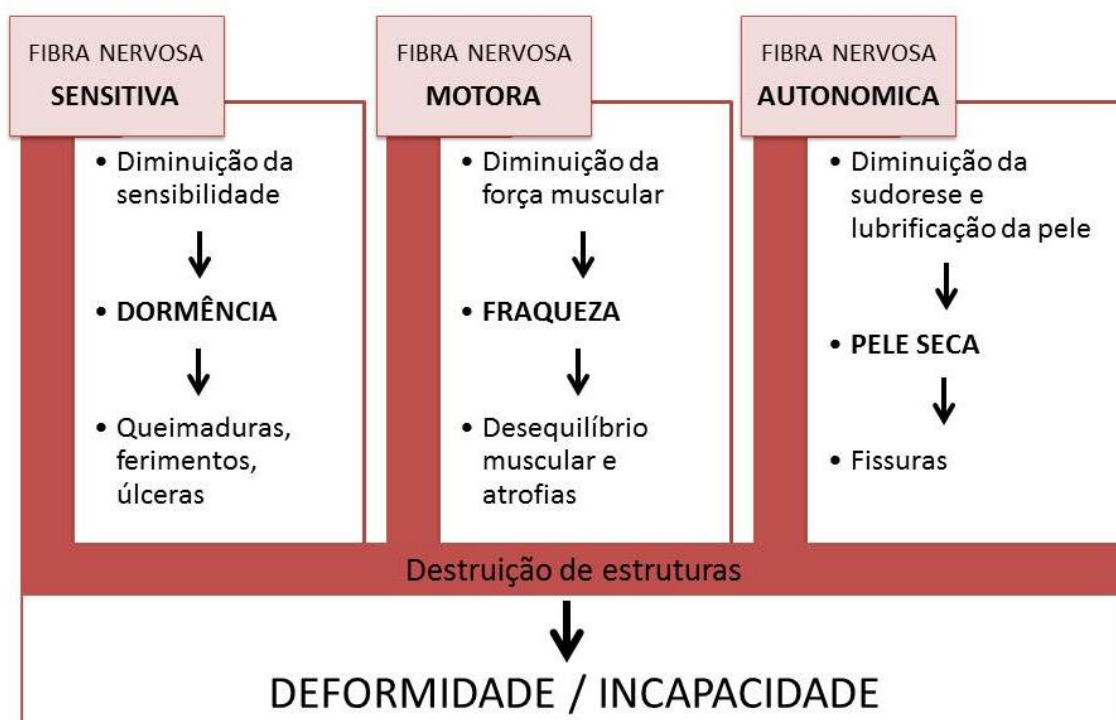 FIBRA NERVOSA
SENSITIVA
• Diminuição da
sensibilidade
• DORMÊNCIA
• Queimaduras,
ferimentos,
úlceras
FIBRA NERVOSA
MOTORA
• Diminuição da
força muscular
• FRAQUEZA
• Desequilíbrio
muscular e
atrofias
FIBRA NERVOSA
AUTONOMICA
• Diminuição da
sudorese e
lubrificação da pele
• PELE SECA
• Fissuras
Destruição de estruturas
DEFORMIDADE / INCAPACIDADE